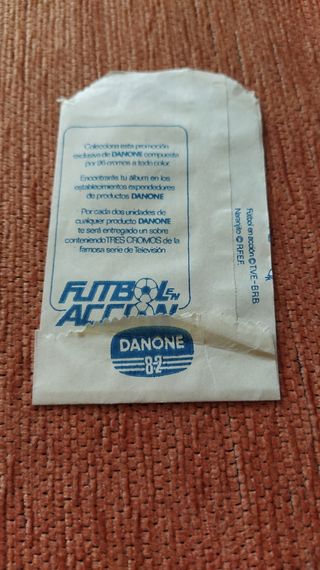 Colecciona esta promoción
exclusiva de DANONE compuesta
por 96 cromos a todo color.
Encontrarás tu álbum en los
establecimientos expendedores
de productos DANONE
Por cada dos unidades de
cualquier producto DANONE
te será entregado un sobre
conteniendo TRES CROMOS de la
famosa serie de Televisión
FUTBOL EN
ACCION
DANONE
82
Futbol en acción © TVE-B.R.B.
Naranjito © R.F.E.F.